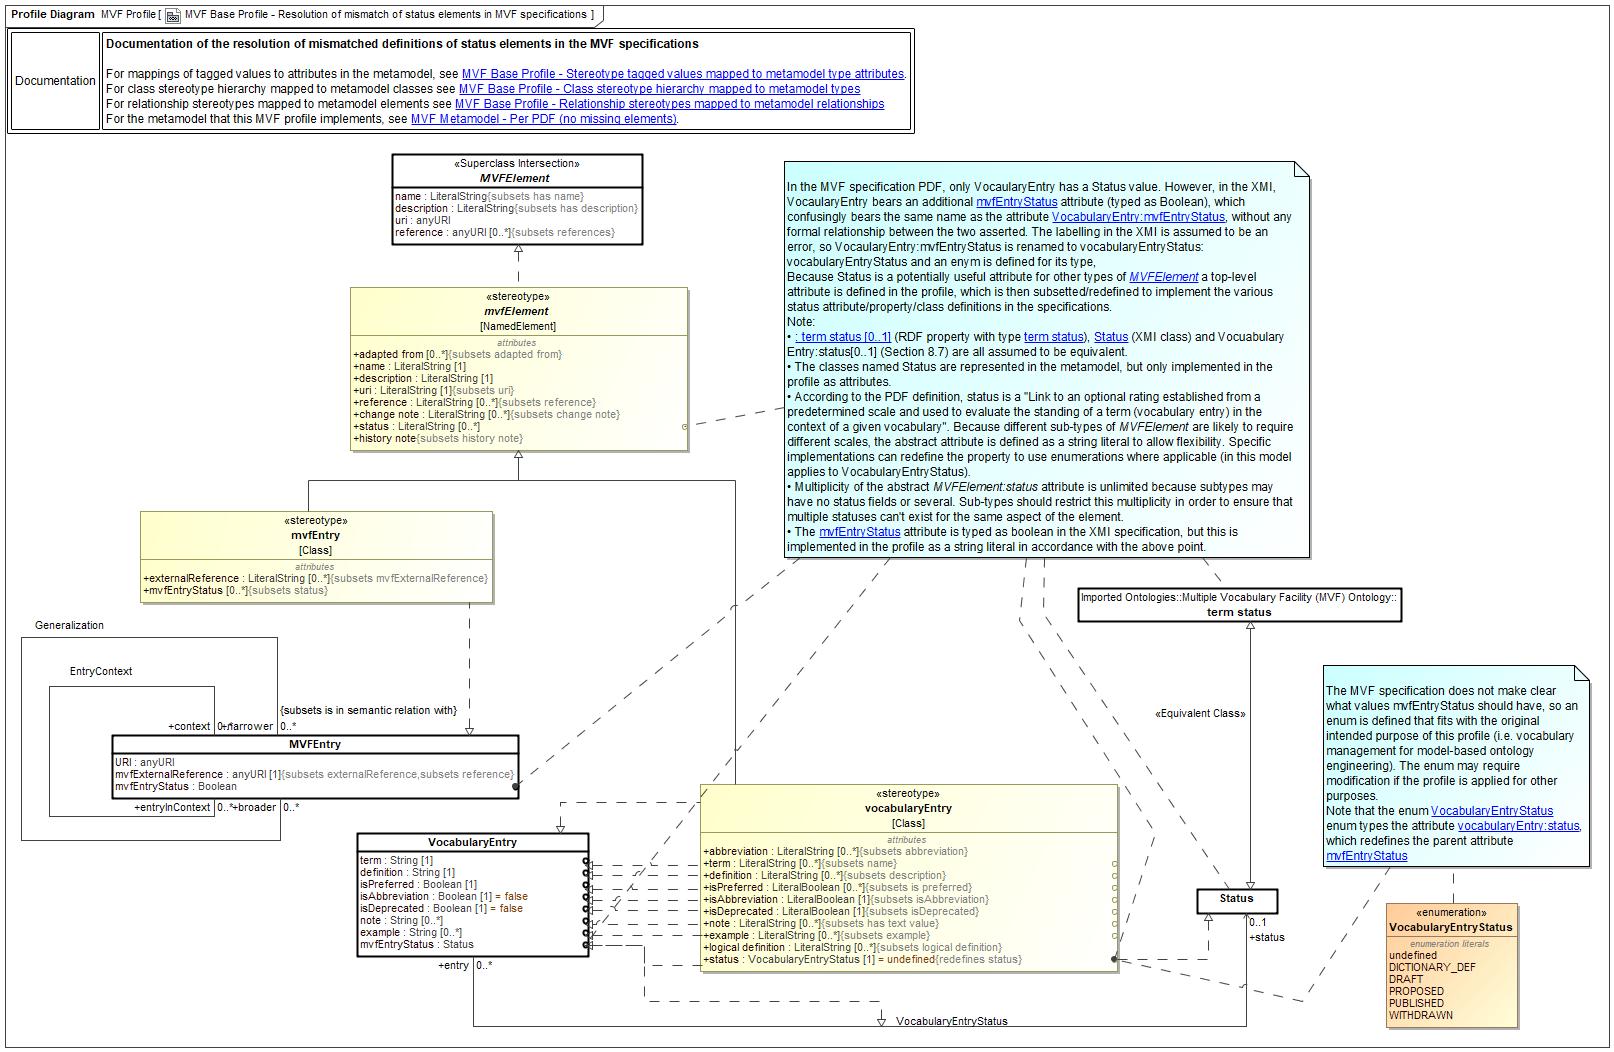 Profile Diagram MVF Profile [ MVF Base Profile - Resolution of mismatch of status elements in MVF specifications ]
Documentation
Documentation of the resolution of mismatched definitions of status elements in the MVF specifications
For mappings of tagged values to attributes in the metamodel, see MVF Base Profile - Stereotype tagged values mapped to metamodel type attributes.
For class stereotype hierarchy mapped to metamodel classes see MVF Base Profile - Class stereotype hierarchy mapped to metamodel types
For relationship stereotypes mapped to metamodel elements see MVF Base Profile - Relationship stereotypes mapped to metamodel relationships
For the metamodel that this MVF profile implements, see MVF Metamodel - Per PDF (no missing elements).
«Superclass Intersection»
MVFElement
name : LiteralString{subsets has name}
description : LiteralString{subsets has description}
uri : anyURI
reference : anyURI [0..*]{subsets references}
«stereotype»
mvfElement
[NamedElement]
attributes
+adapted from [0..*]{subsets adapted from}
+name : LiteralString [1]
+description : LiteralString [1]
+uri : LiteralString [1]{subsets uri}
+reference : LiteralString [0..*]{subsets reference}
+change note : LiteralString [0..*]{subsets change note}
+status : LiteralString [0..*]
+history note{subsets history note}
In the MVF specification PDF, only VocaularyEntry has a Status value. However, in the XMI,
VocaularyEntry bears an additional mvfEntryStatus attribute (typed as Boolean), which
confusingly bears the same name as the attribute VocabularyEntry:mvfEntryStatus, without any
formal relationship between the two asserted. The labelling in the XMI is assumed to be an
error, so VocaularyEntry:mvfEntryStatus is renamed to vocabularyEntryStatus:
vocabularyEntryStatus and an enym is defined for its type,
Because Status is a potentially useful attribute for other types of MVFElement a top-level
attribute is defined in the profile, which is then subsetted/redefined to implement the various
status attribute/property/class definitions in the specifications.
Note:
• : term status [0..1] (RDF property with type term status), Status (XMI class) and Vocuabulary
Entry:status[0..1] (Section 8.7) are all assumed to be equivalent.
• The classes named Status are represented in the metamodel, but only implemented in the
profile as attributes.
• According to the PDF definition, status is a "Link to an optional rating established from a
predetermined scale and used to evaluate the standing of a term (vocabulary entry) in the
context of a given vocabulary". Because different sub-types of MVFElement are likely to require
different scales, the abstract attribute is defined as a string literal to allow flexibility. Specific
implementations can redefine the property to use enumerations where applicable (in this model
applies to VocabularyEntryStatus).
• Multiplicity of the abstract MVFElement:status attribute is unlimited because subtypes may
have no status fields or several. Sub-types should restrict this multiplicity in order to ensure that
multiple statuses can't exist for the same aspect of the element.
• The mvfEntryStatus attribute is typed as boolean in the XMI specification, but this is
implemented in the profile as a string literal in accordance with the above point.
«stereotype»
mvfEntry
[Class]
attributes
+externalReference : LiteralString [0..*]{subsets mvfExternalReference}
+mvfEntryStatus [0..*]{subsets status}
Imported Ontologies::Multiple Vocabulary Facility (MVF) Ontology::
term status
Generalization
EntryContext
{subsets is in semantic relation with}
+context 0..* +narrower 0..*
MVFEntry
URI : anyURI
mvfExternalReference : anyURI [1]{subsets externalReference,subsets reference}
mvfEntryStatus : Boolean
+entryInContext 0..* +broader 0..*
«Equivalent Class»
The MVF specification does not make clear
what values mvfEntryStatus should have, so an
enum is defined that fits with the original
intended purpose of this profile (i.e. vocabulary
management for model-based ontology
engineering). The enum may require
modification if the profile is applied for other
purposes.
Note that the enum VocabularyEntryStatus
enum types the attribute vocabularyEntry:status,
which redefines the parent attribute
mvfEntryStatus
VocabularyEntry
term : String [1]
definition : String [1]
isPreferred : Boolean [1]
isAbbreviation : Boolean [1] = false
isDeprecated : Boolean [1] = false
note : String [0..*]
example : String [0..*]
mvfEntryStatus : Status
+entry 0..*
«stereotype»
vocabularyEntry
[Class]
attributes
+abbreviation : LiteralString [0..*]{subsets abbreviation}
+term : LiteralString [0..*]{subsets name}
+definition : LiteralString [0..*]{subsets description}
+isPreferred : LiteralBoolean [0..*]{subsets is preferred}
+isAbbreviation : LiteralBoolean [1]{subsets isAbbreviation}
+isDeprecated : LiteralBoolean [1]{subsets isDeprecated}
+note : LiteralString [0..*]{subsets has text value}
+example : LiteralString [0..*]{subsets example}
+logical definition : LiteralString [0..*]{subsets logical definition}
+status : VocabularyEntryStatus [1] = undefined{redefines status}
Status
0..1
+status
VocabularyEntryStatus
«enumeration»
VocabularyEntryStatus
enumeration literals
undefined
DICTIONARY_DEF
DRAFT
PROPOSED
PUBLISHED
WITHDRAWN